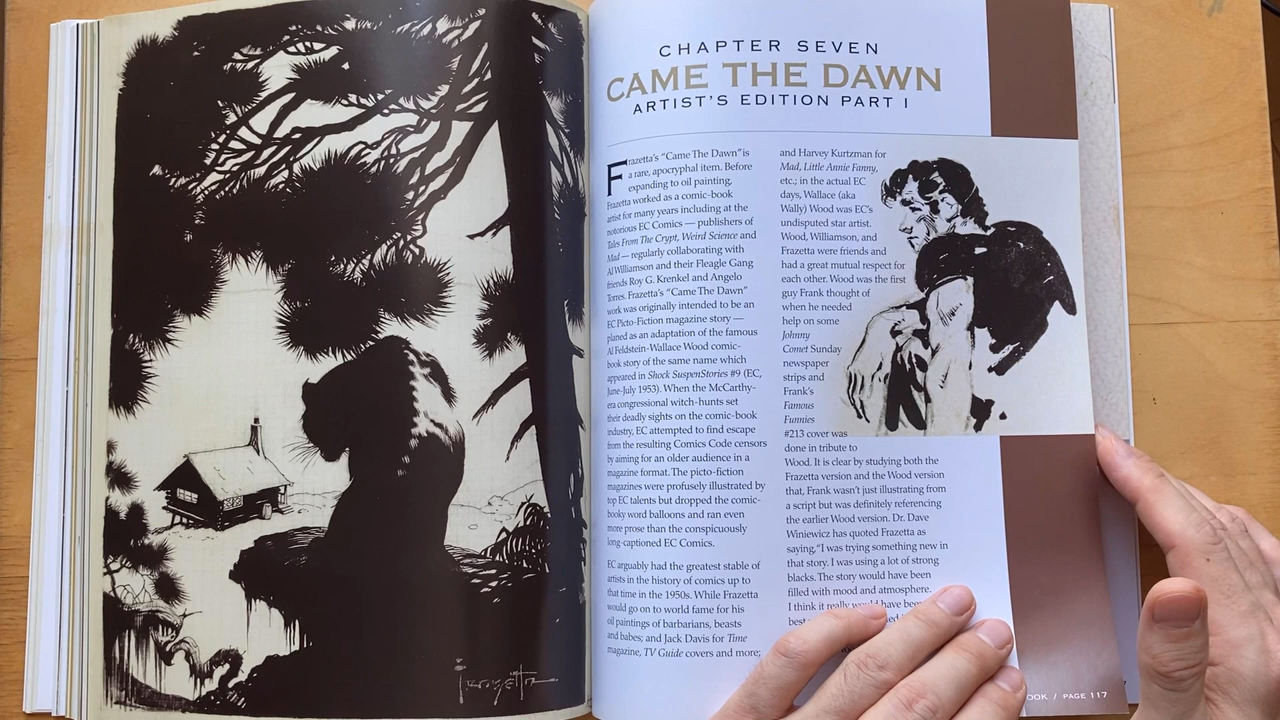 CHAPTER SEVEN
CAME THE DAWN
ARTIST'S EDITION PART I
Frazetta's "Came The Dawn" is
a rare, apocryphal item. Before
expanding to oil painting,
Frazetta worked as a comic-book
artist for many years including at the
notorious EC Comics — publishers of
Tales From The Crypt, Weird Science and
Mad — regularly collaborating with
Al Williamson and their Fleagle Gang
friends Roy G. Krenkel and Angelo
Torres. Frazetta's "Came The Dawn"
work was originally intended to be an
EC Picto-Fiction magazine story —
planed as an adaptation of the famous
Al Feldstein-Wallace Wood comic-
book story of the same name which
appeared in Shock SuspenStories #9 (EC,
June-July 1953). When the McCarthy-
era congressional witch-hunts set
their deadly sights on the comic-book
industry, EC attempted to find escape
from the resulting Comics Code censors
by aiming for an older audience in a
magazine format. The picto-fiction
magazines were profusely illustrated by
top EC talents but dropped the comic-
booky word balloons and ran even
more prose than the conspicuously
long-captioned EC Comics.
EC arguably had the greatest stable of
artists in the history of comics up to
that time in the 1950s. While Frazetta
would go on to world fame for his
oil paintings of barbarians, beasts
and babes; and Jack Davis for Time
magazine, TV Guide covers and more;
and Harvey Kurtzman for
Mad, Little Annie Fanny,
etc.; in the actual EC
days, Wallace (aka
Wally) Wood was EC's
undisputed star artist.
Wood, Williamson, and
Frazetta were friends and
had a great mutual respect for
each other. Wood was the first
guy Frank thought of
when he needed
help on some
Johnny
Comet Sunday
newspaper
strips and
Frank's
Famous
Funnies
#213 cover was
done in tribute to
Wood. It is clear by studying both the
Frazetta version and the Wood version
that, Frank wasn't just illustrating from
a script but was definitely referencing
the earlier Wood version. Dr. Dave
Winiewicz has quoted Frazetta as
saying, "I was trying something new in
that story. I was using a lot of strong
blacks. The story would have been
filled with mood and atmosphere.
I think it really would have been
best
Frazetta
OOK / PAGE 117